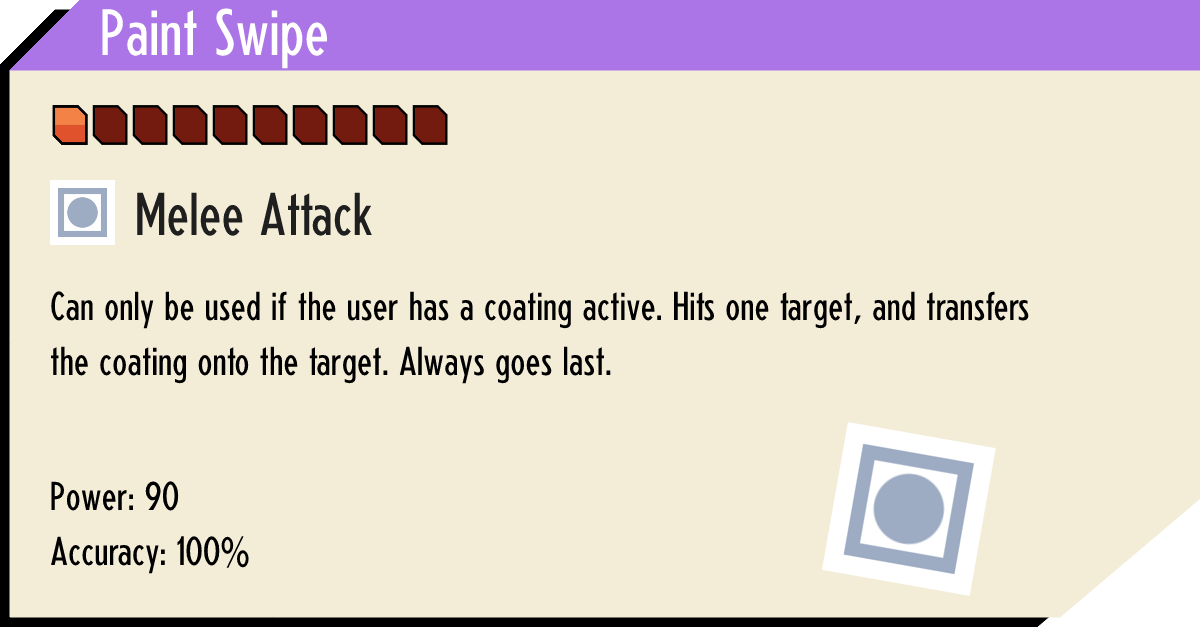 Paint Swipe
Melee Attack
Can only be used if the user has a coating active. Hits one target, and transfers
the coating onto the target. Always goes last.
Power: 90
Accuracy: 100%